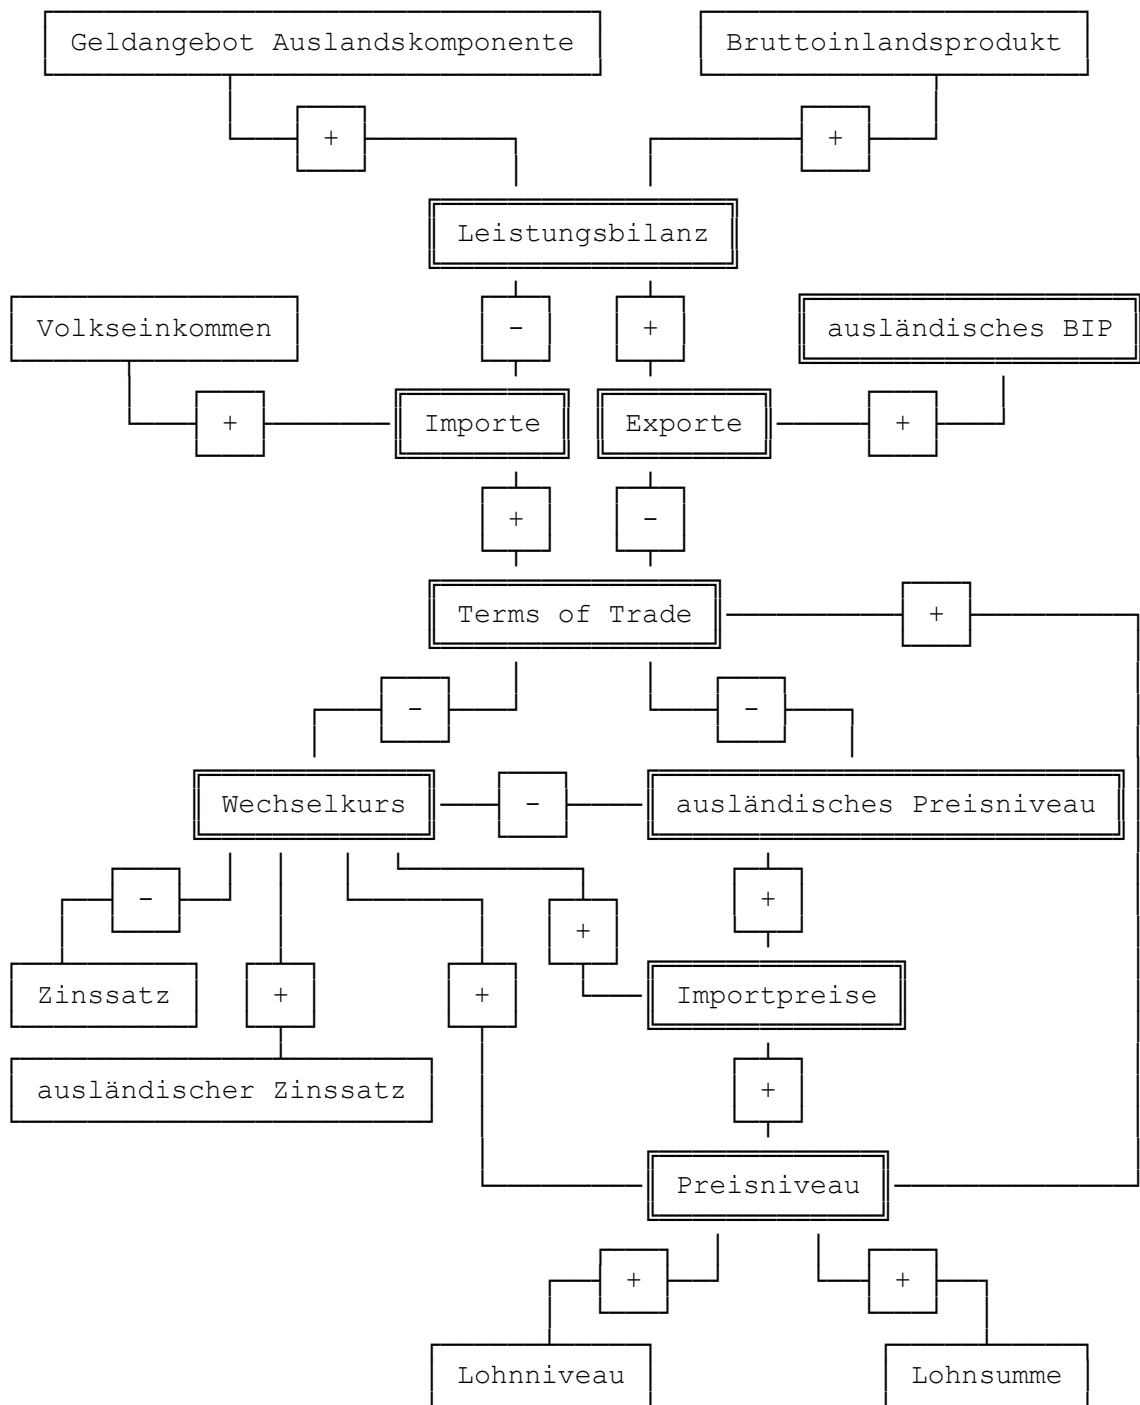 Geldangebot Auslandskomponente
Bruttoinlandsprodukt
+
+
Leistungsbilanz
Volkseinkommen
-
+
ausländisches BIP
+
Importe
Exporte
+
+
-
Terms of Trade
+
-
-
Wechselkurs
-
ausländisches Preisniveau
-
+
+
Zinssatz
+
+
Importpreise
ausländischer Zinssatz
+
Preisniveau
+
+
Lohnniveau
Lohnsumme